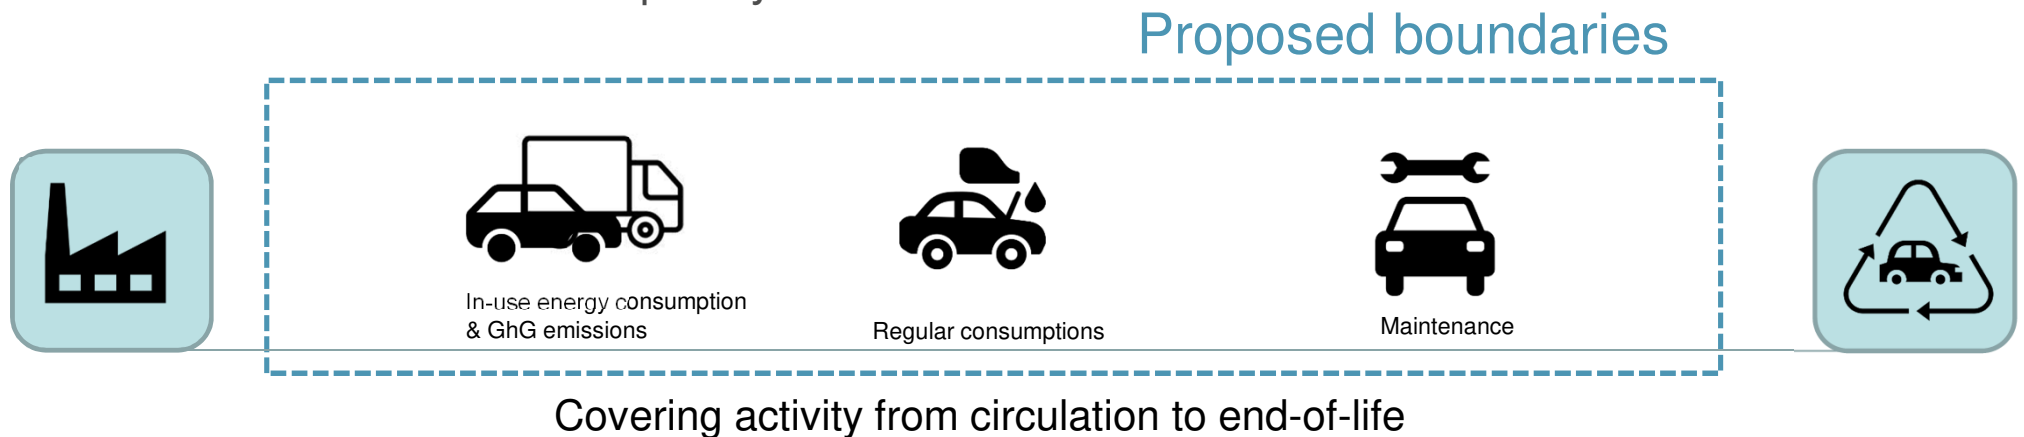 Proposed boundaries
In-use energy consumption
& GhG emissions
Regular consumptions
Maintenance
Covering activity from circulation to end-of-life